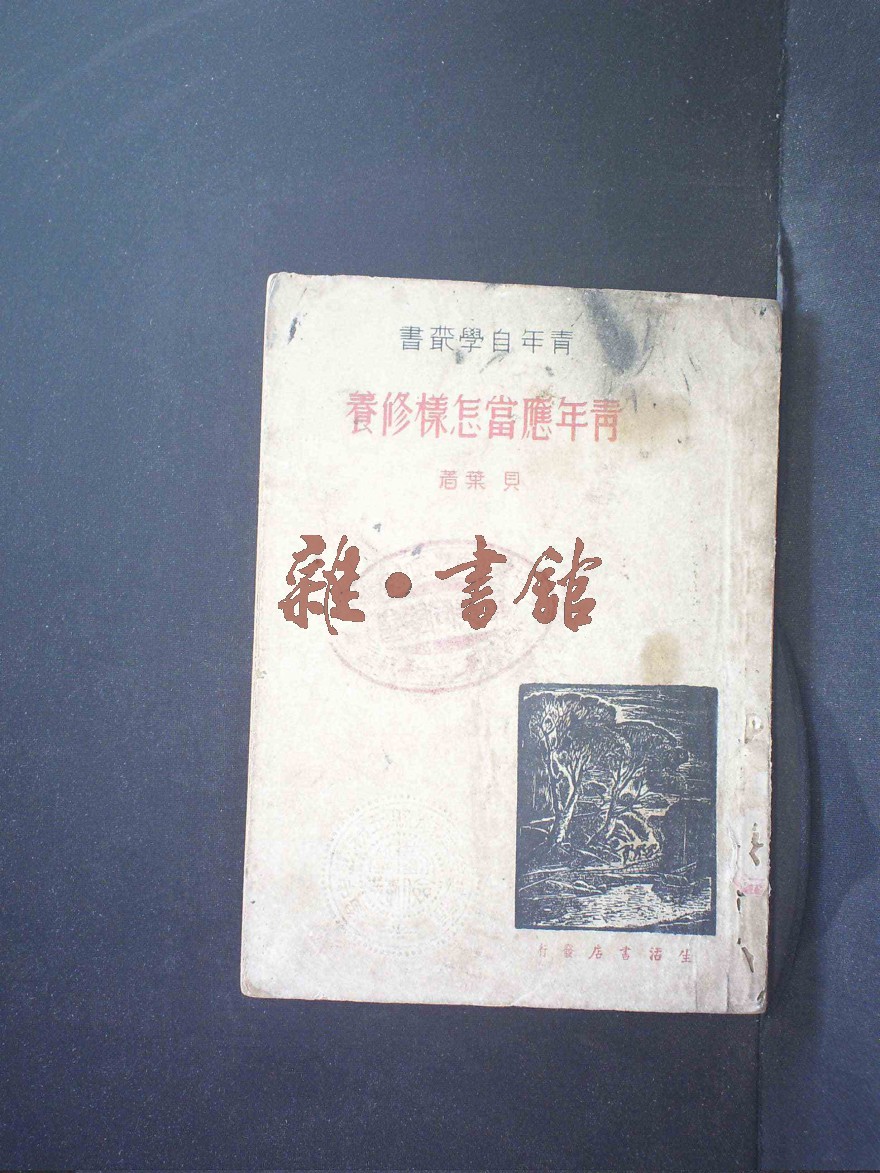 青年自學叢書
青年應當怎樣修養
貝葉著
雜·書館
生活書店發行